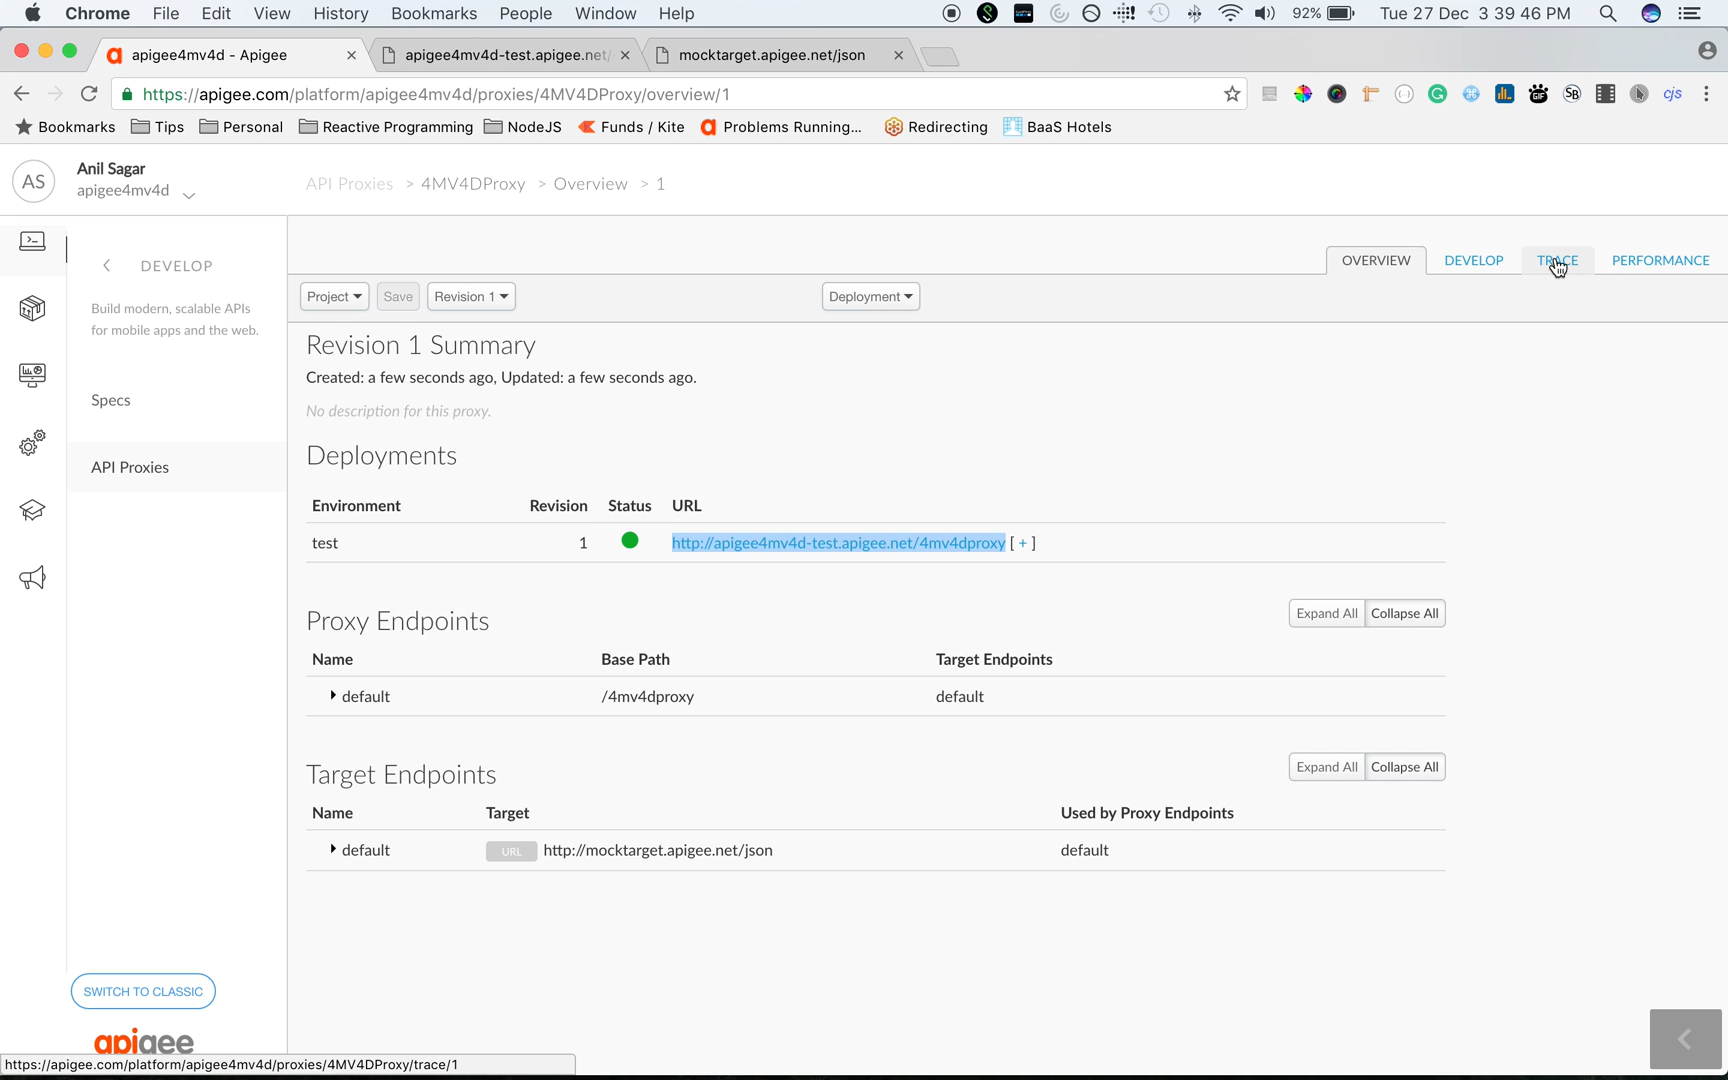 Chrome File Edit View History Bookmarks People Window Help 92% Tue 27 Dec 3 39 46 PM
apigee4mv4d - Apigee
apigee4mv4d-test.apigee.net/
mocktarget.apigee.net/json
https://apigee.com/platform/apigee4mv4d/proxies/4MV4DProxy/overview/1
Bookmarks Tips Personal Reactive Programming NodeJS Funds / Kite Problems Running... Redirecting BaaS Hotels
AS
Anil Sagar
apigee4mv4d
API Proxies > 4MV4DProxy > Overview > 1
DEVELOP
Build modern, scalable APIs
for mobile apps and the web.
Specs
API Proxies
SWITCH TO CLASSIC
apigee
OVERVIEW DEVELOP TRACE PERFORMANCE
Project Save Revision 1 Deployment
Revision 1 Summary
Created: a few seconds ago, Updated: a few seconds ago.
No description for this proxy.
Deployments
Environment Revision Status URL
test 1 http://apigee4mv4d-test.apigee.net/4mv4dproxy [ + ]
Proxy Endpoints Expand All Collapse All
Name Base Path Target Endpoints
default /4mv4dproxy default
Target Endpoints Expand All Collapse All
Name Target Used by Proxy Endpoints
default URL http://mocktarget.apigee.net/json default
https://apigee.com/platform/apigee4mv4d/proxies/4MV4DProxy/trace/1